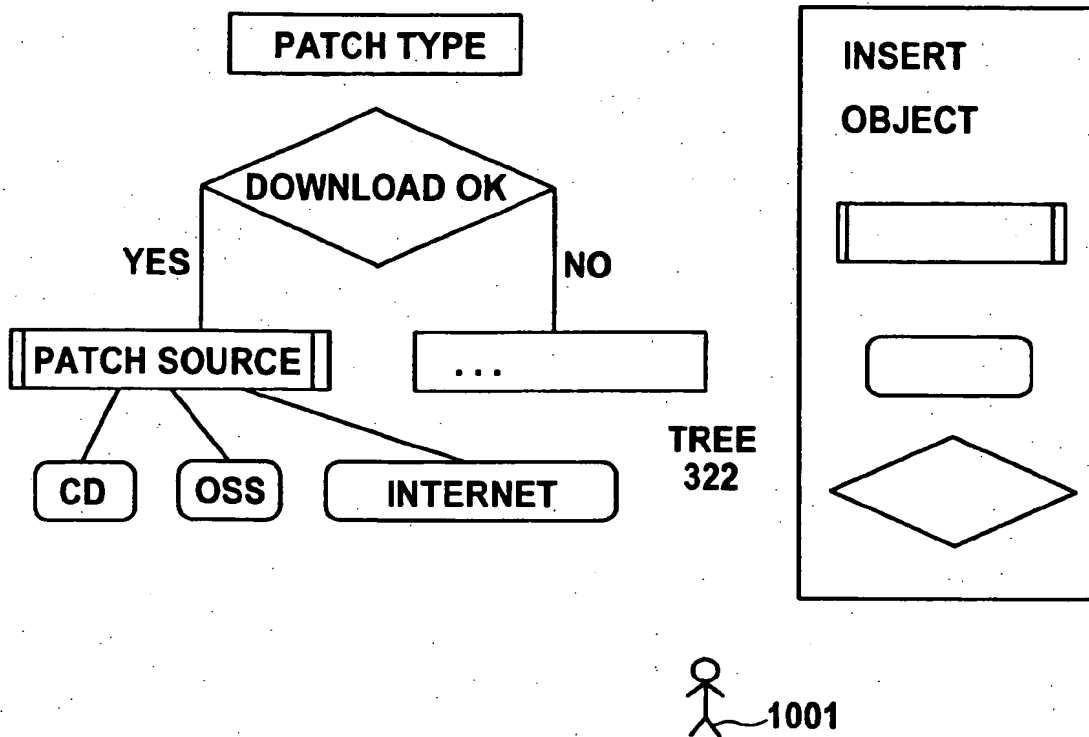 PATCH TYPE
DOWNLOAD OK
YES
NO
PATCH SOURCE
...
CD
OSS
INTERNET
TREE
322
INSERT
OBJECT
1001